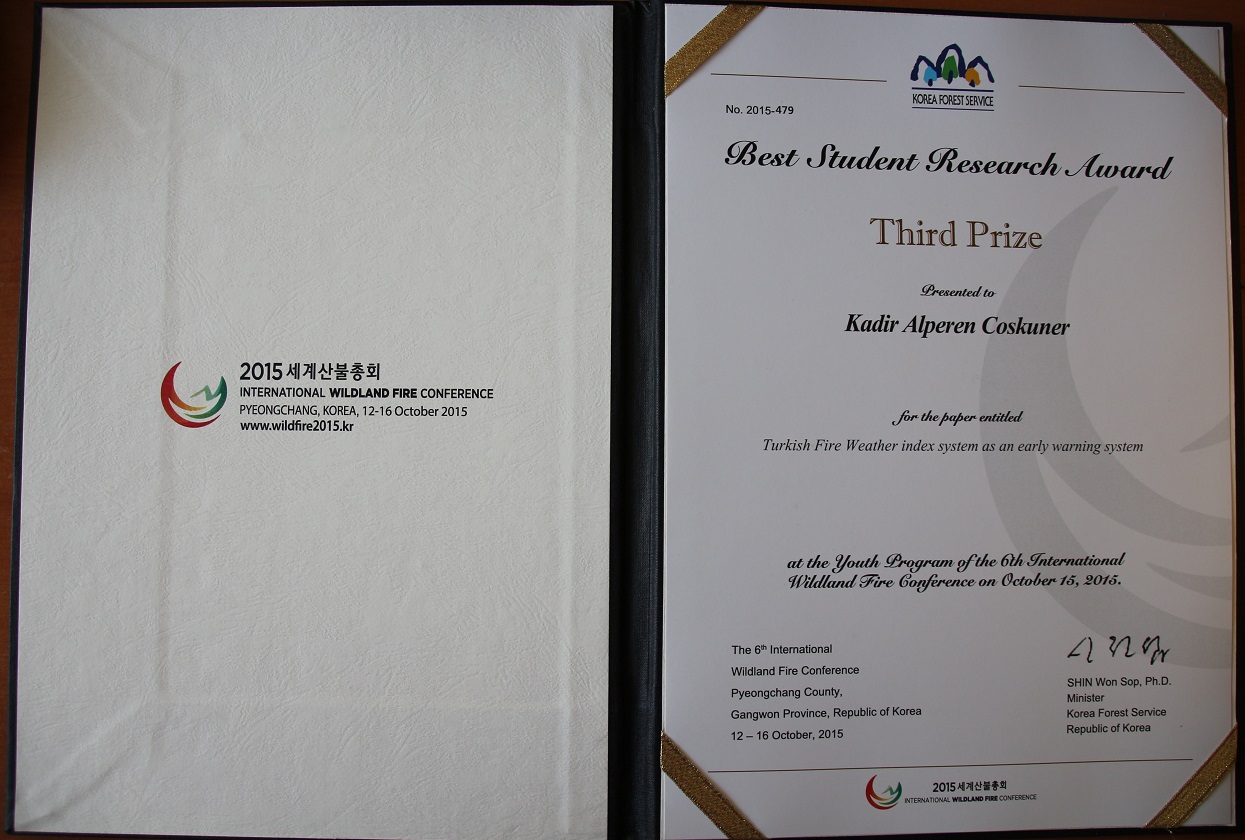 2015 세계산불총회
INTERNATIONAL WILDLAND FIRE CONFERENCE
PYEONGCHANG, KOREA, 12-16 October 2015
www.wildfire2015.kr
KOREA FOREST SERVICE
No. 2015-479
Best Student Research Award
Third Prize
Presented to
Kadir Alperen Coskuner
for the paper entitled
Turkish Fire Weather index system as an early warning system
at the Youth Program of the 6th International
Wildland Fire Conference on October 15, 2015.
The 6th International
Wildland Fire Conference
Pyeongchang County,
Gangwon Province, Republic of Korea
12 – 16 October, 2015
SHIN Won Sop, Ph.D.
Minister
Korea Forest Service
Republic of Korea
2015 세계산불총회
INTERNATIONAL WILDLAND FIRE CONFERENCE